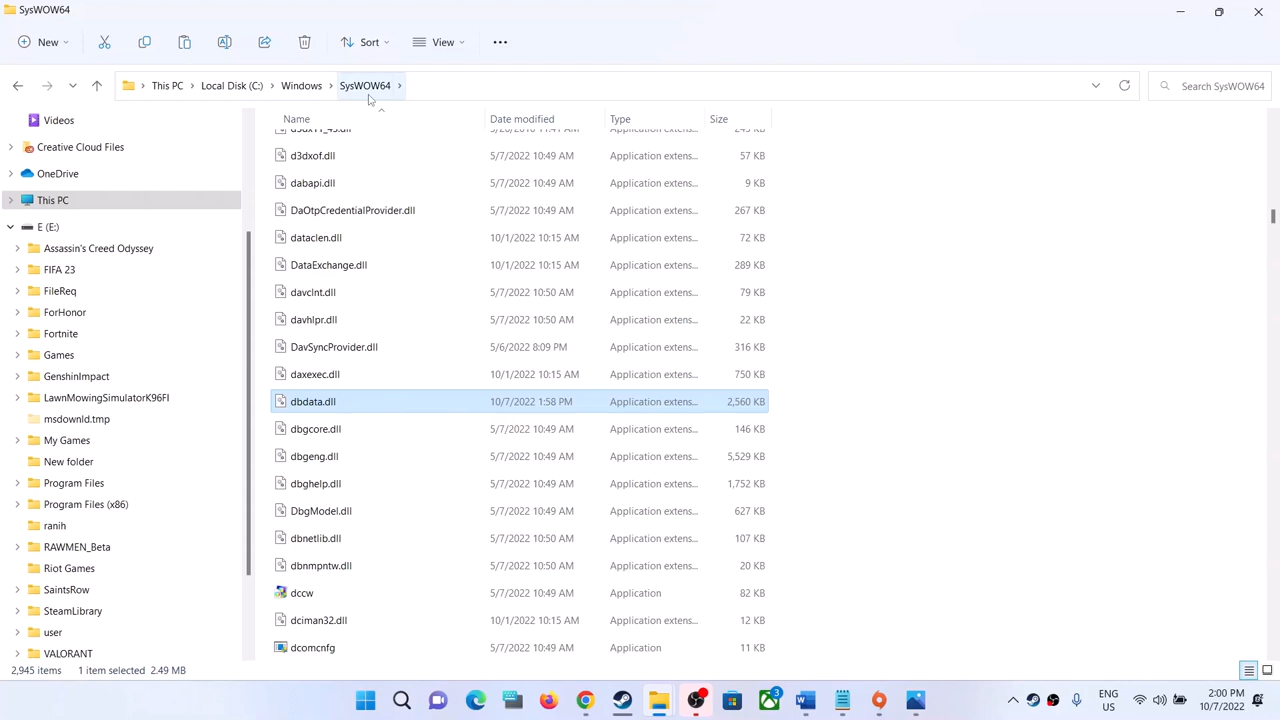 SysWOW64
New
Sort
View
This PC
Local Disk (C:)
Windows
SysWOW64
Search SysWOW64
Videos
Creative Cloud Files
OneDrive
This PC
E (E:)
Assassin's Creed Odyssey
FIFA 23
FileReq
ForHonor
Fortnite
Games
GenshinImpact
LawnMowingSimulatorK96FI
msdownld.tmp
My Games
New folder
Program Files
Program Files (x86)
ranih
RAWMEN_Beta
Riot Games
SaintsRow
SteamLibrary
user
VALORANT
Name Date modified Type Size
d3dxof.dll 5/7/2022 10:49 AM Application extens... 57 KB
dabapi.dll 5/7/2022 10:49 AM Application extens... 9 KB
DaOtpCredentialProvider.dll 5/7/2022 10:49 AM Application extens... 267 KB
dataclen.dll 10/1/2022 10:15 AM Application extens... 72 KB
DataExchange.dll 10/1/2022 10:15 AM Application extens... 289 KB
davclnt.dll 5/7/2022 10:50 AM Application extens... 79 KB
davhlpr.dll 5/7/2022 10:50 AM Application extens... 22 KB
DavSyncProvider.dll 5/6/2022 8:09 PM Application extens... 316 KB
daxexec.dll 10/1/2022 10:15 AM Application extens... 750 KB
dbdata.dll 10/7/2022 1:58 PM Application extens... 2,560 KB
dbgcore.dll 5/7/2022 10:49 AM Application extens... 146 KB
dbgeng.dll 5/7/2022 10:49 AM Application extens... 5,529 KB
dbghelp.dll 5/7/2022 10:49 AM Application extens... 1,752 KB
DbgModel.dll 5/7/2022 10:49 AM Application extens... 627 KB
dbnetlib.dll 5/7/2022 10:50 AM Application extens... 107 KB
dbnmpntw.dll 5/7/2022 10:50 AM Application extens... 20 KB
dccw 5/7/2022 10:49 AM Application 82 KB
dciman32.dll 10/1/2022 10:15 AM Application extens... 12 KB
dcomcnfg 5/7/2022 10:49 AM Application 11 KB
2,945 items 1 item selected 2.49 MB
3
ENG
US
2:00 PM
10/7/2022